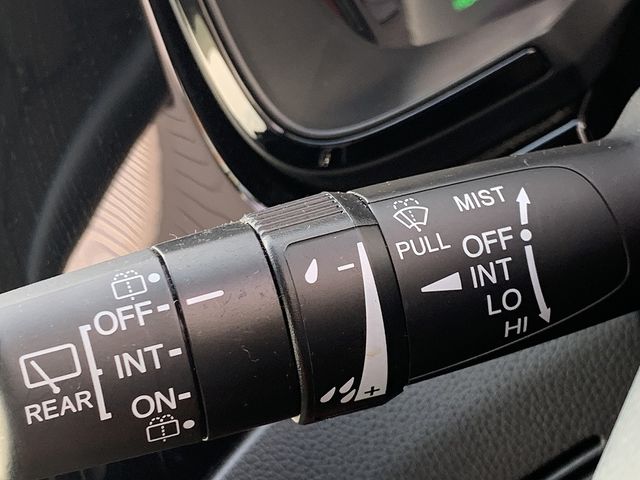 MIST
PULL
OFF
INT
LO
HI
− +
REAR
OFF
INT
ON